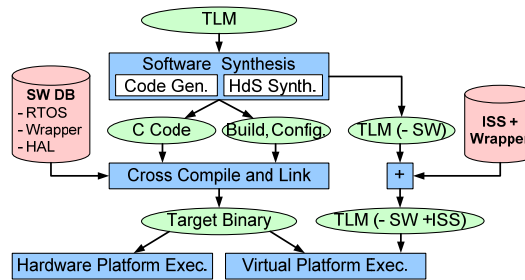 TLM
Software Synthesis
Code Gen.
HdS Synth.
SW DB
- RTOS
- Wrapper
- HAL
C Code
Build, Config.
TLM (- SW)
ISS +
Wrapper
Cross Compile and Link
+
Target Binary
TLM (- SW +ISS)
Hardware Platform Exec.
Virtual Platform Exec.